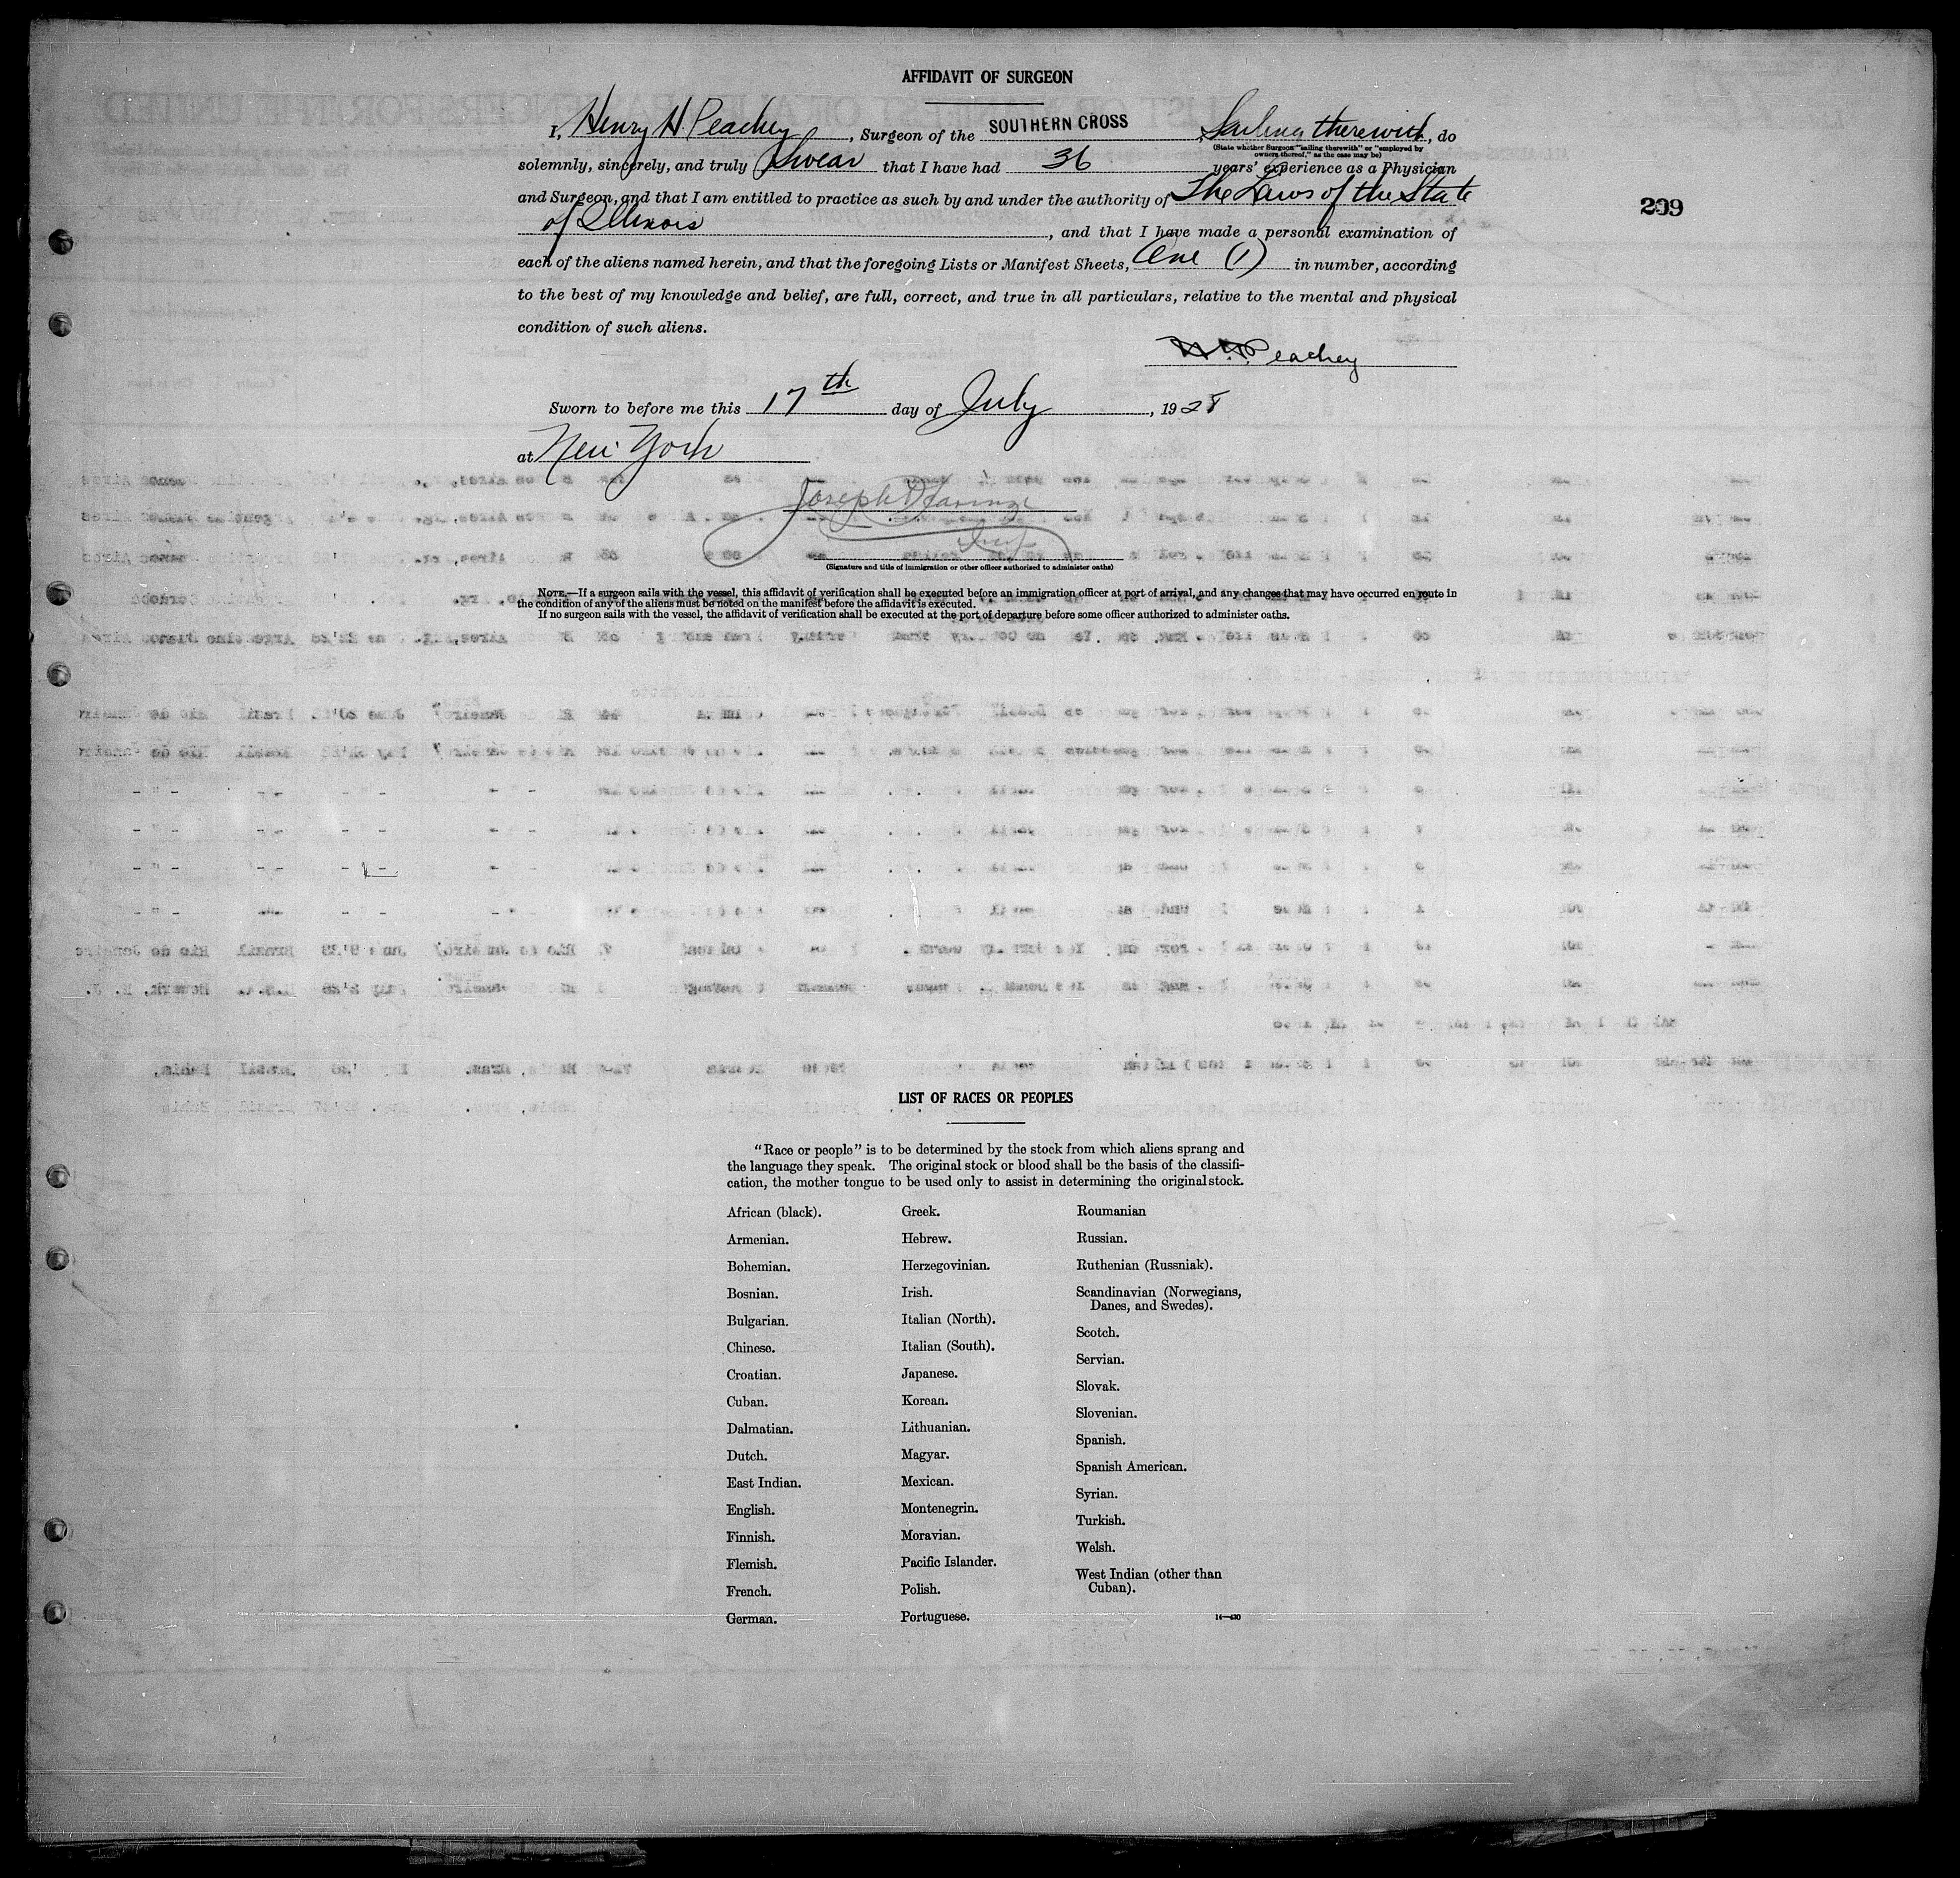 AFFIDAVIT OF SURGEON
I, Henry H. Peachey, Surgeon of the SOUTHERN CROSS, Sailing therewith, do
(State whether Surgeon "sailing therewith" or "employed by
owners thereof," as the case may be)
solemnly, sincerely, and truly Swear that I have had 36 years' experience as a Physician
and Surgeon, and that I am entitled to practice as such by and under the authority of The Laws of the State
209
of Illinois, and that I have made a personal examination of
each of the aliens named herein, and that the foregoing Lists or Manifest Sheets, One (1) in number, according
to the best of my knowledge and belief, are full, correct, and true in all particulars, relative to the mental and physical
condition of such aliens.
Peachey
Sworn to before me this 17th day of July, 1928
at New York
Joseph
(Signature and title of immigration or other officer authorized to administer oaths)
NOTE.—If a surgeon sails with the vessel, this affidavit of verification shall be executed before an immigration officer at port of arrival, and any changes that may have occurred en route in
the condition of any of the aliens must be noted on the manifest before the affidavit is executed.
If no surgeon sails with the vessel, the affidavit of verification shall be executed at the port of departure before some officer authorized to administer oaths.
LIST OF RACES OR PEOPLES
"Race or people" is to be determined by the stock from which aliens sprang and
the language they speak. The original stock or blood shall be the basis of the classifi-
cation, the mother tongue to be used only to assist in determining the original stock.
African (black).
Armenian.
Bohemian.
Bosnian.
Bulgarian.
Chinese.
Croatian.
Cuban.
Dalmatian.
Dutch.
East Indian.
English.
Finnish.
Flemish.
French.
German.
Greek.
Hebrew.
Herzegovinian.
Irish.
Italian (North).
Italian (South).
Japanese.
Korean.
Lithuanian.
Magyar.
Mexican.
Montenegrin.
Moravian.
Pacific Islander.
Polish.
Portuguese.
Roumanian
Russian.
Ruthenian (Russniak).
Scandinavian (Norwegians,
Danes, and Swedes).
Scotch.
Servian.
Slovak.
Slovenian.
Spanish.
Spanish American.
Syrian.
Turkish.
Welsh.
West Indian (other than
Cuban).
14—430